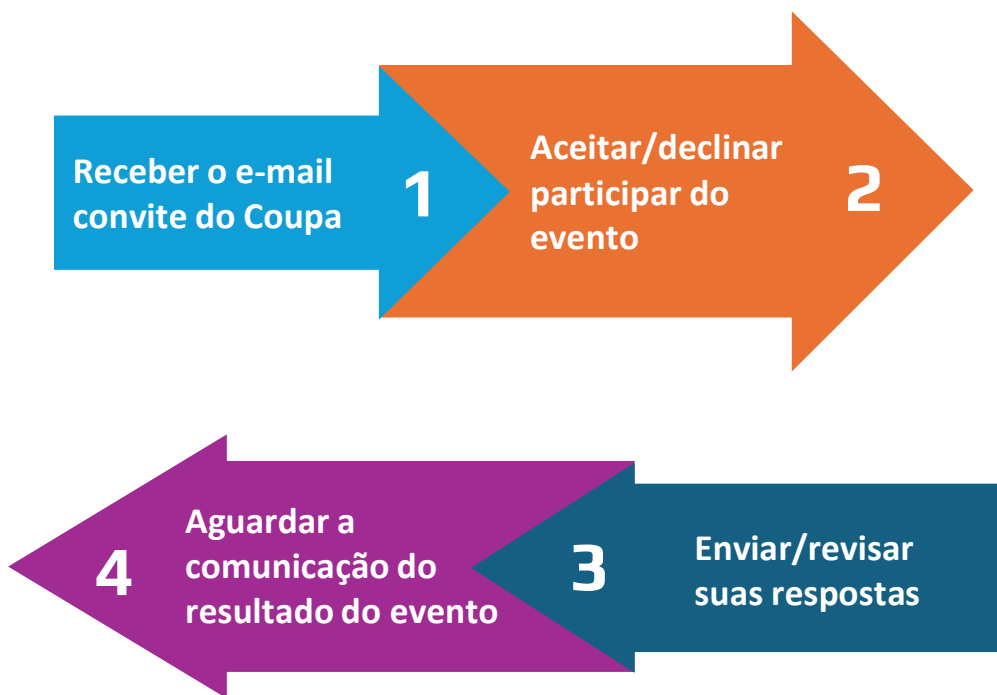 Receber o e-mail
convite do Coupa
1
Aceitar/declinar
participar do
evento
2
Enviar/revisar
suas respostas
3
Aguardar a
comunicação do
resultado do evento
4